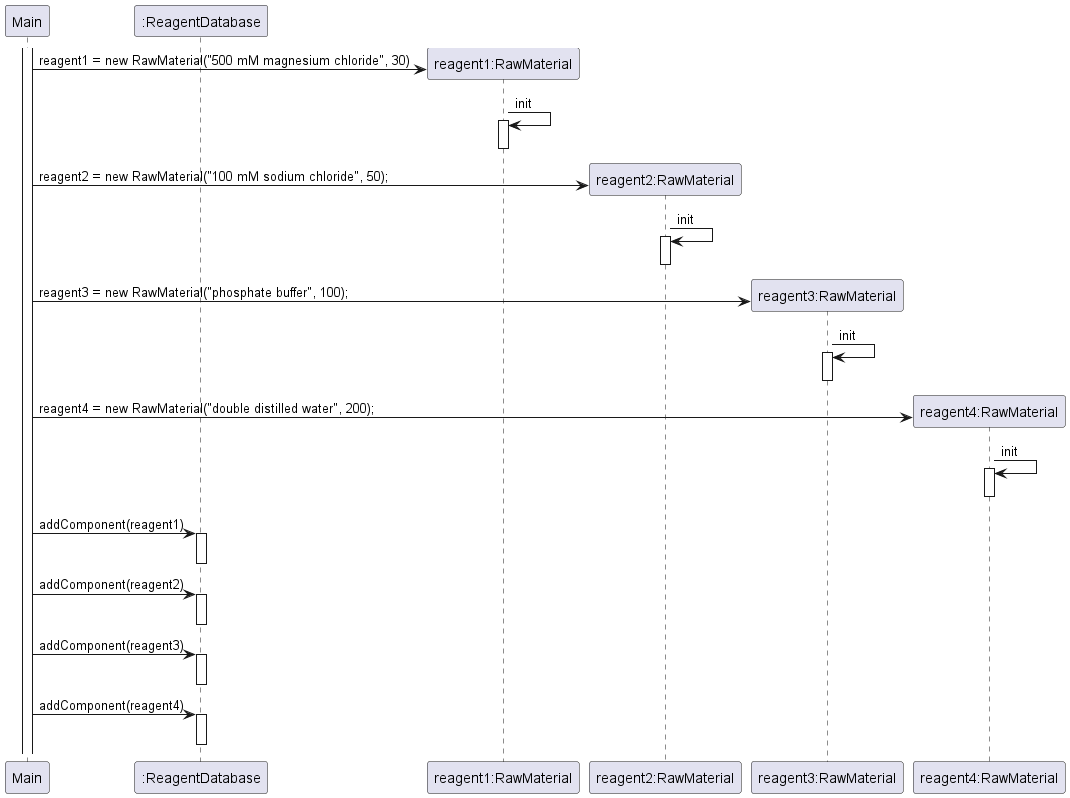 Main
:ReagentDatabase
reagent1 = new RawMaterial("500 mM magnesium chloride", 30)
reagent1:RawMaterial
init
reagent2 = new RawMaterial("100 mM sodium chloride", 50);
reagent2:RawMaterial
init
reagent3 = new RawMaterial("phosphate buffer", 100);
reagent3:RawMaterial
init
reagent4 = new RawMaterial("double distilled water", 200);
reagent4:RawMaterial
init
addComponent(reagent1)
addComponent(reagent2)
addComponent(reagent3)
addComponent(reagent4)
Main
:ReagentDatabase
reagent1:RawMaterial
reagent2:RawMaterial
reagent3:RawMaterial
reagent4:RawMaterial